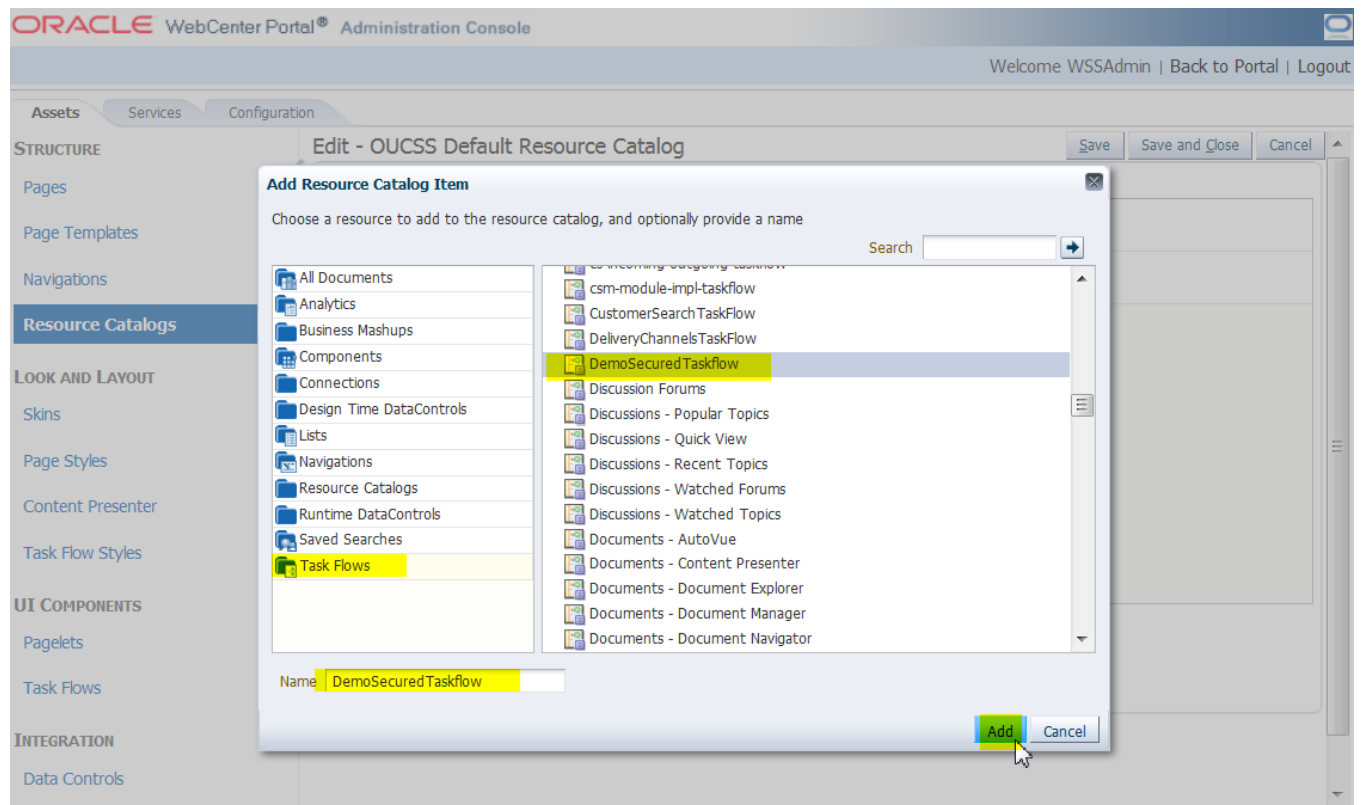 ORACLE WebCenter Portal® Administration Console
Welcome WSSAdmin | Back to Portal | Logout
Assets Services Configuration
STRUCTURE
Pages
Page Templates
Navigations
Resource Catalogs
LOOK AND LAYOUT
Skins
Page Styles
Content Presenter
Task Flow Styles
UI COMPONENTS
Pagelets
Task Flows
INTEGRATION
Data Controls
Edit - OUCSS Default Resource Catalog
Save Save and Close Cancel
Add Resource Catalog Item
Choose a resource to add to the resource catalog, and optionally provide a name
Search
All Documents
Analytics
Business Mashups
Components
Connections
Design Time DataControls
Lists
Navigations
Resource Catalogs
Runtime DataControls
Saved Searches
Task Flows
csm-module-impl-taskflow
CustomerSearchTaskFlow
DeliveryChannelsTaskFlow
DemoSecuredTaskflow
Discussion Forums
Discussions - Popular Topics
Discussions - Quick View
Discussions - Recent Topics
Discussions - Watched Forums
Discussions - Watched Topics
Documents - AutoVue
Documents - Content Presenter
Documents - Document Explorer
Documents - Document Manager
Documents - Document Navigator
Name DemoSecuredTaskflow
Add Cancel